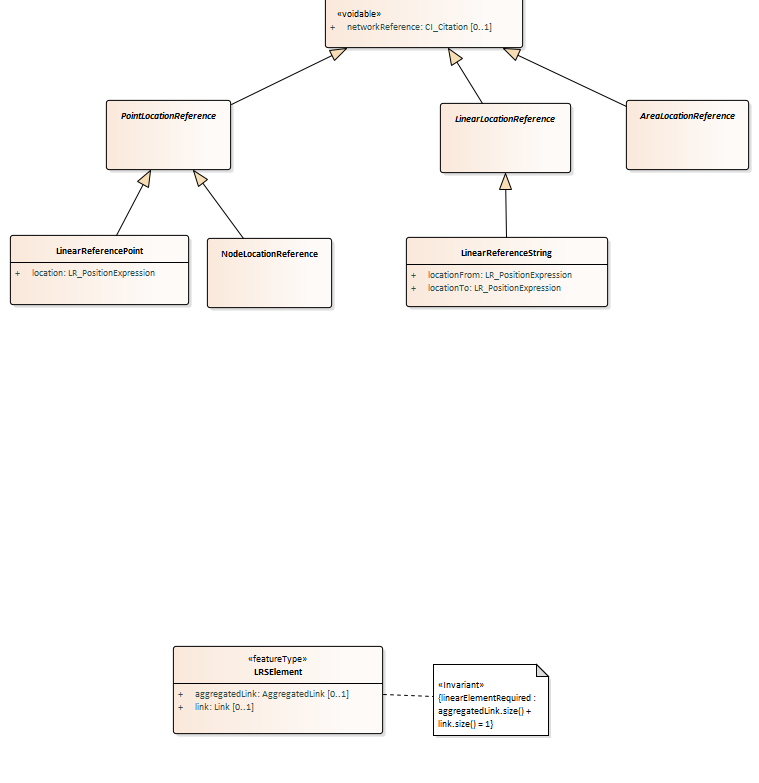 «voidable»
+ networkReference: CI_Citation [0..1]
PointLocationReference
LinearLocationReference
AreaLocationReference
LinearReferencePoint
+ location: LR_PositionExpression
NodeLocationReference
LinearReferenceString
+ locationFrom: LR_PositionExpression
+ locationTo: LR_PositionExpression
«featureType»
LRSElement
+ aggregatedLink: AggregatedLink [0..1]
+ link: Link [0..1]
«Invariant»
{linearElementRequired :
aggregatedLink.size() +
link.size() = 1}